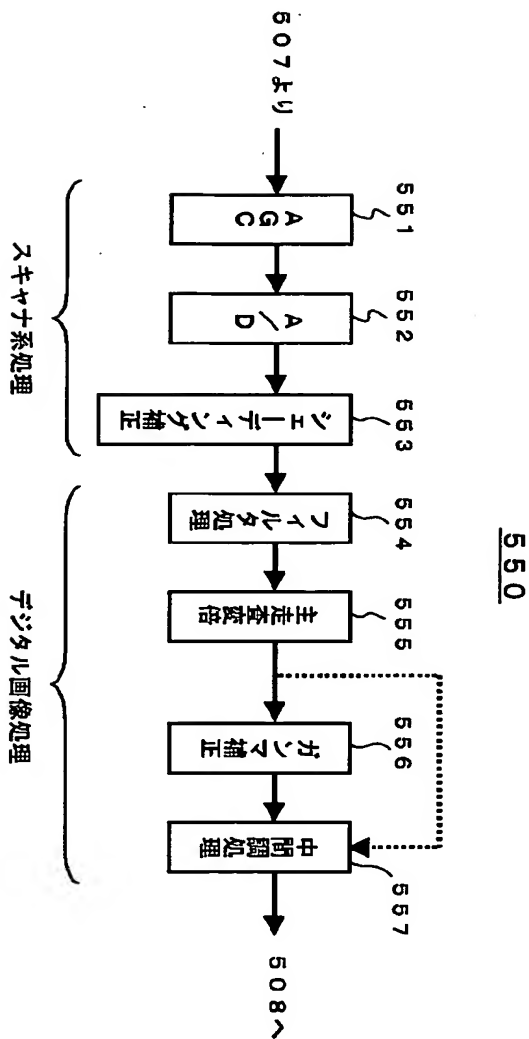 550
507より
551
AGC
552
A/D
553
シェーディング補正
554
フィルタ処理
555
主走査変倍
556
ガンマ補正
557
中間調処理
508へ
スキャナ系処理
デジタル画像処理